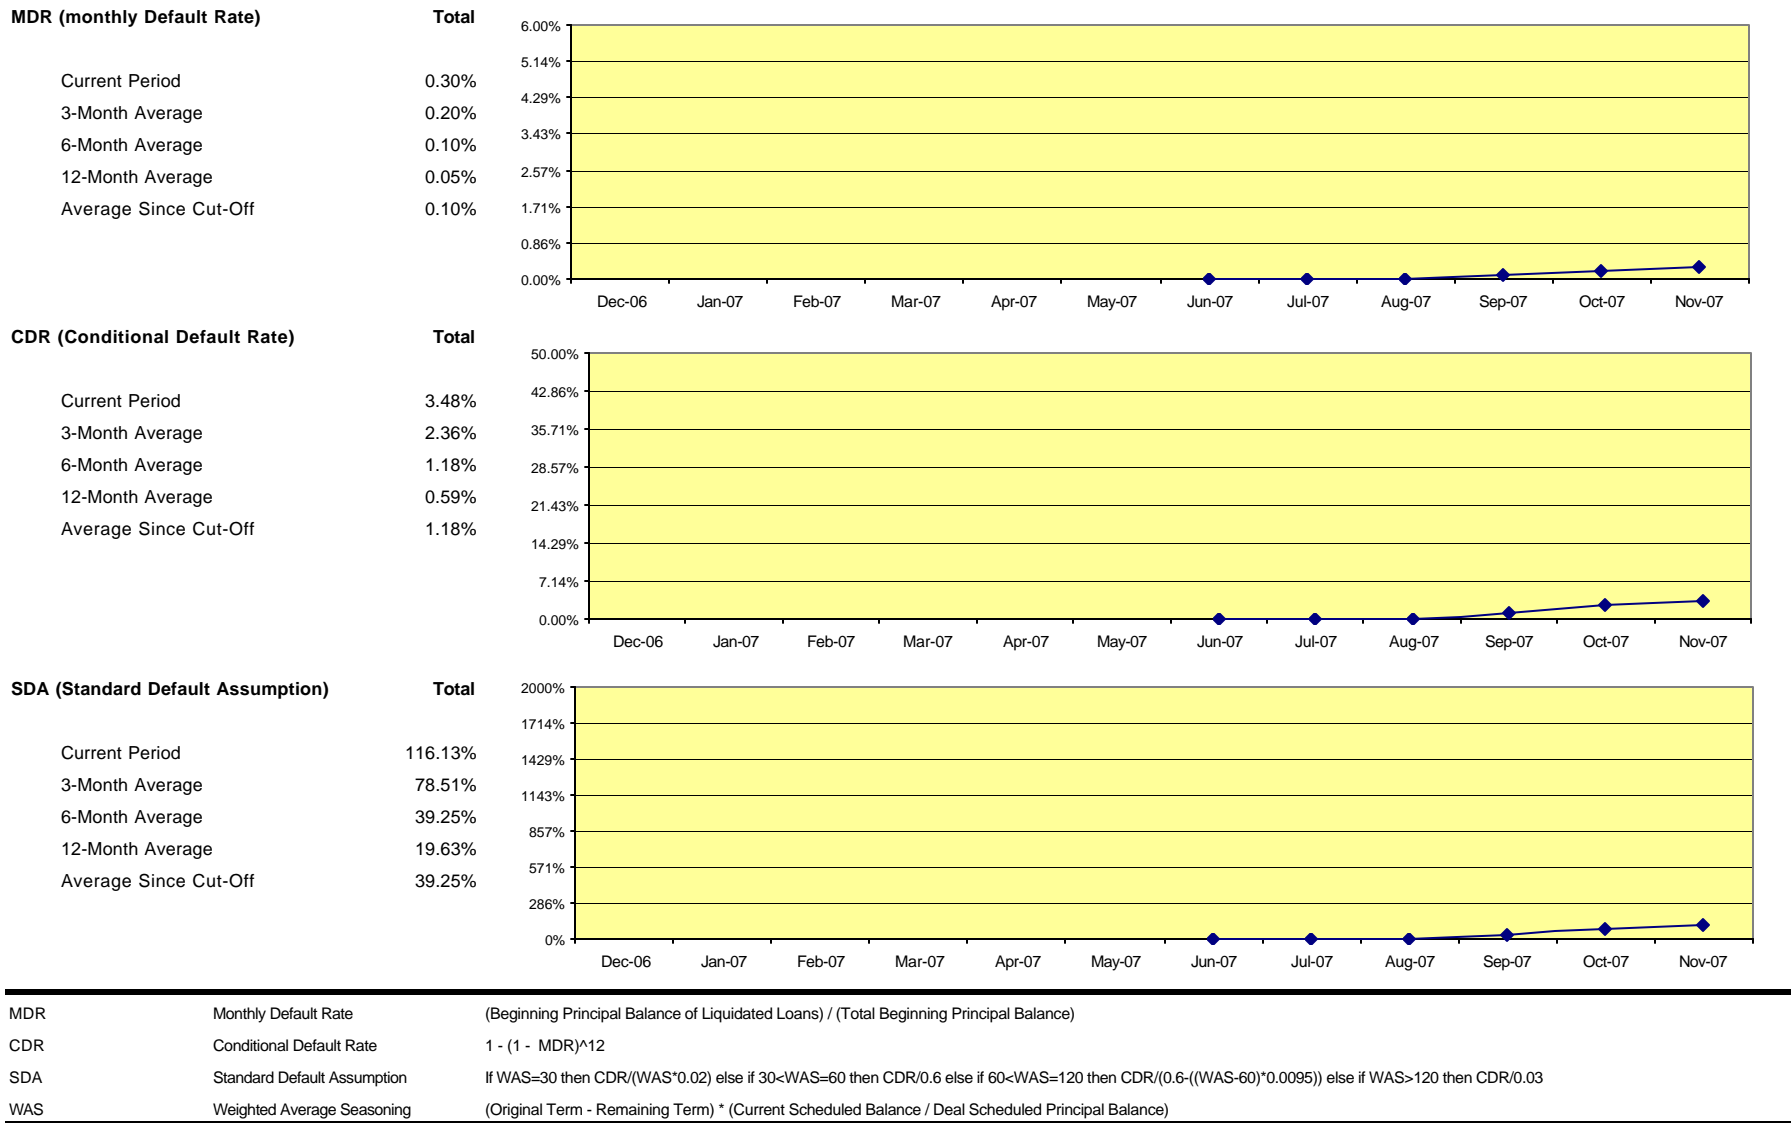 MDR (monthly Default Rate) Total
Current Period 0.30%
3-Month Average 0.20%
6-Month Average 0.10%
12-Month Average 0.05%
Average Since Cut-Off 0.10%
6.00%
5.14%
4.29%
3.43%
2.57%
1.71%
0.86%
0.00%
Dec-06 Jan-07 Feb-07 Mar-07 Apr-07 May-07 Jun-07 Jul-07 Aug-07 Sep-07 Oct-07 Nov-07
CDR (Conditional Default Rate) Total
Current Period 3.48%
3-Month Average 2.36%
6-Month Average 1.18%
12-Month Average 0.59%
Average Since Cut-Off 1.18%
50.00%
42.86%
35.71%
28.57%
21.43%
14.29%
7.14%
0.00%
Dec-06 Jan-07 Feb-07 Mar-07 Apr-07 May-07 Jun-07 Jul-07 Aug-07 Sep-07 Oct-07 Nov-07
SDA (Standard Default Assumption) Total
Current Period 116.13%
3-Month Average 78.51%
6-Month Average 39.25%
12-Month Average 19.63%
Average Since Cut-Off 39.25%
2000%
1714%
1429%
1143%
857%
571%
286%
0%
Dec-06 Jan-07 Feb-07 Mar-07 Apr-07 May-07 Jun-07 Jul-07 Aug-07 Sep-07 Oct-07 Nov-07
MDR Monthly Default Rate (Beginning Principal Balance of Liquidated Loans) / (Total Beginning Principal Balance)
CDR Conditional Default Rate 1 - (1 - MDR)^12
SDA Standard Default Assumption If WAS=30 then CDR/(WAS*0.02) else if 30<WAS=60 then CDR/0.6 else if 60<WAS=120 then CDR/(0.6-((WAS-60)*0.0095)) else if WAS>120 then CDR/0.03
WAS Weighted Average Seasoning (Original Term - Remaining Term) * (Current Scheduled Balance / Deal Scheduled Principal Balance)